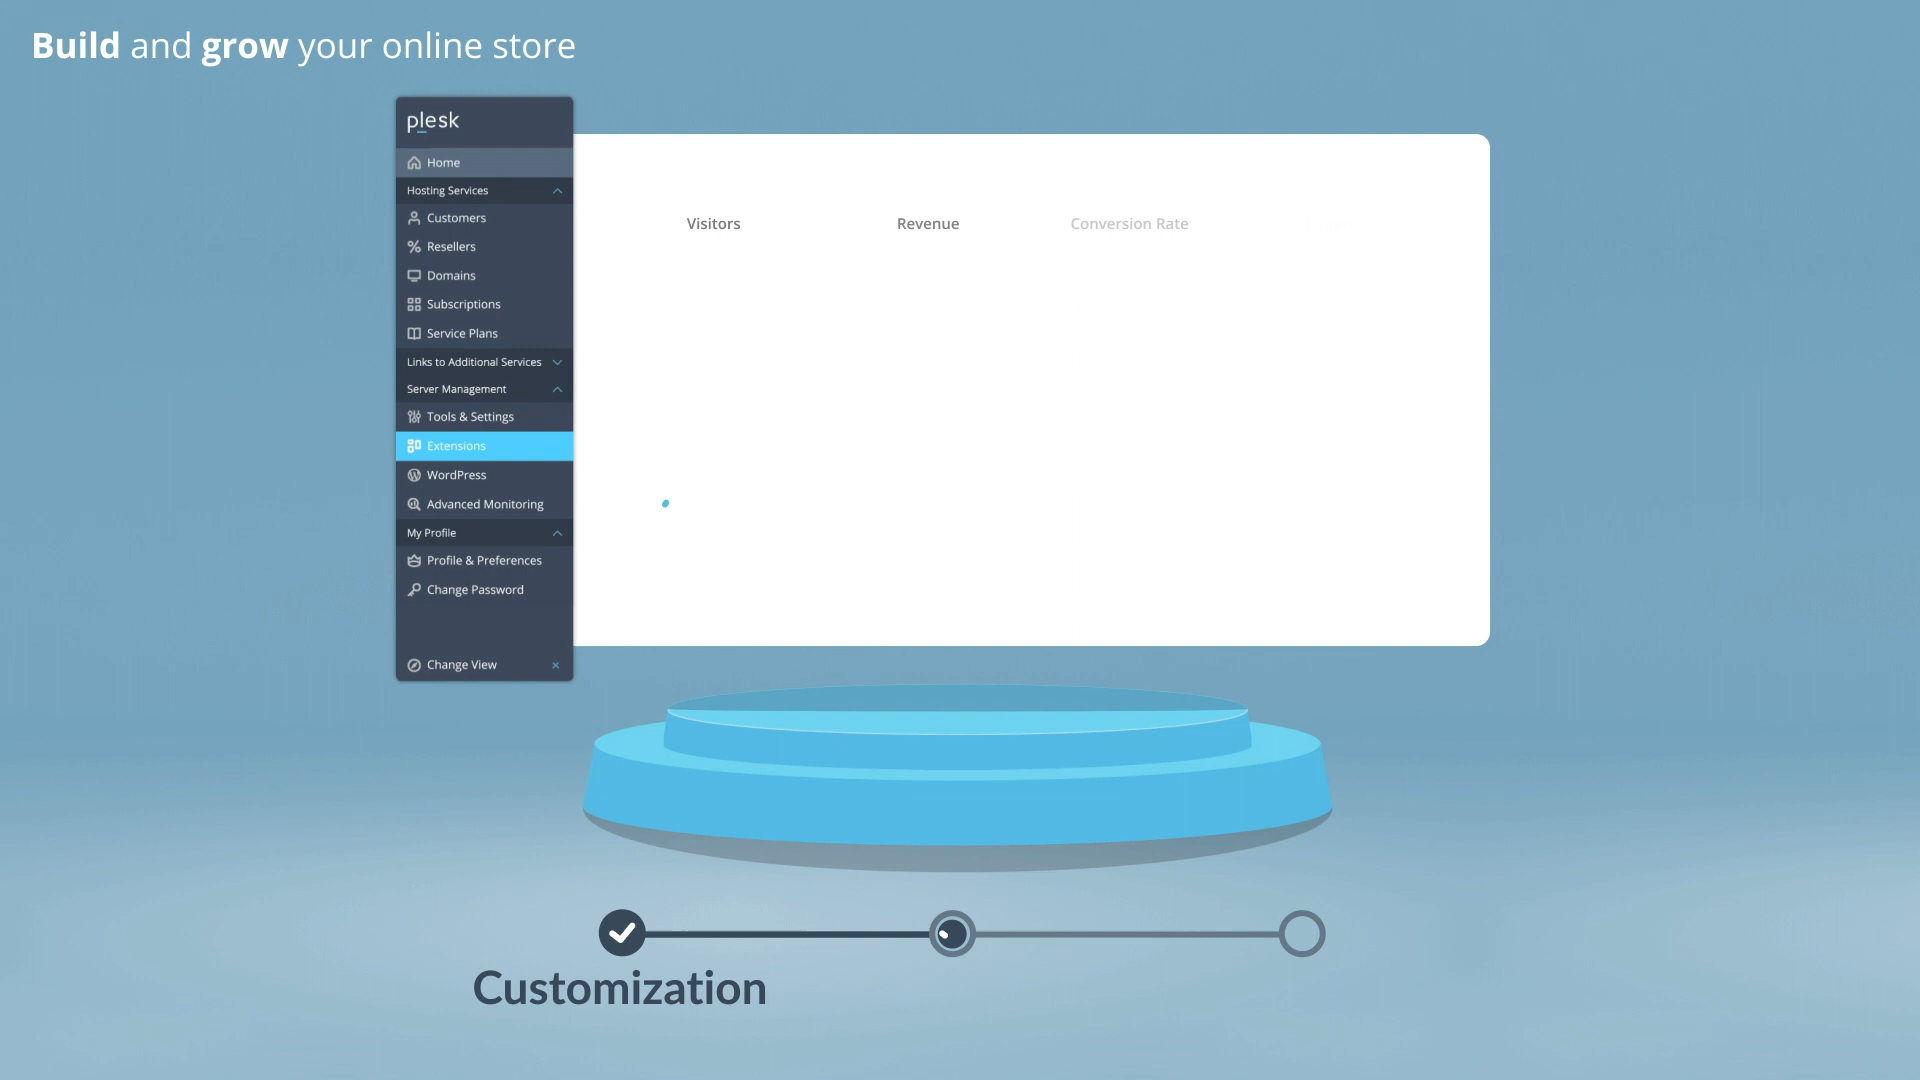 Build and grow your online store
plesk
Home
Hosting Services
Customers
Resellers
Domains
Subscriptions
Service Plans
Links to Additional Services
Server Management
Tools & Settings
Extensions
WordPress
Advanced Monitoring
My Profile
Profile & Preferences
Change Password
Change View
Visitors Revenue Conversion Rate
Customization